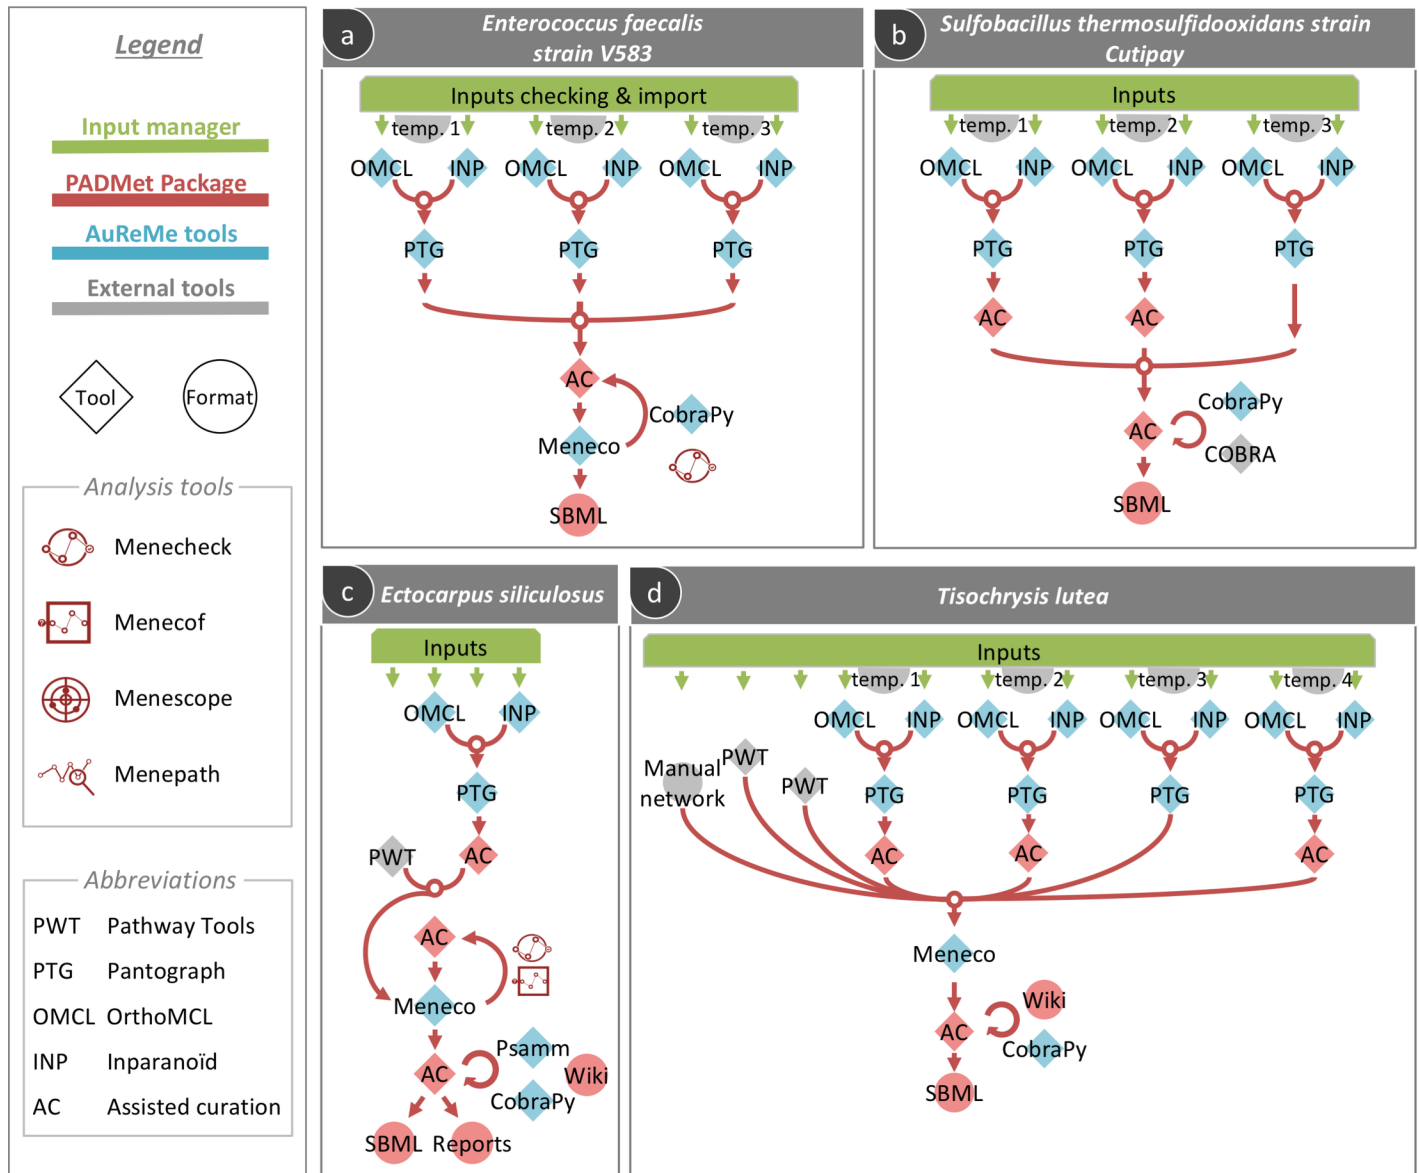 Legend
Input manager
PADMet Package
AuReMe tools
External tools
Tool Format
Analysis tools
Menecheck
Menecof
Menescope
Menepath
Abbreviations
PWT Pathway Tools
PTG Pantograph
OMCL OrthoMCL
INP Inparanoïd
AC Assisted curation
a
Enterococcus faecalis
strain V583
Inputs checking & import
temp. 1 temp. 2 temp. 3
OMCL INP OMCL INP OMCL INP
PTG PTG PTG
AC
CobraPy
Meneco
SBML
b
Sulfobacillus thermosulfidooxidans strain
Cutipay
Inputs
temp. 1 temp. 2 temp. 3
OMCL INP OMCL INP OMCL INP
PTG PTG PTG
AC AC
CobraPy
AC
COBRA
SBML
c
Ectocarpus siliculosus
Inputs
OMCL INP
PTG
PWT AC
AC
Meneco
Psamm
AC Wiki
CobraPy
SBML Reports
d
Tisochrysis lutea
Inputs
temp. 1 temp. 2 temp. 3 temp. 4
OMCL INP OMCL INP OMCL INP OMCL INP
Manual
network
PWT
PWT
PTG PTG PTG PTG
AC AC AC
Meneco
Wiki
AC
CobraPy
SBML